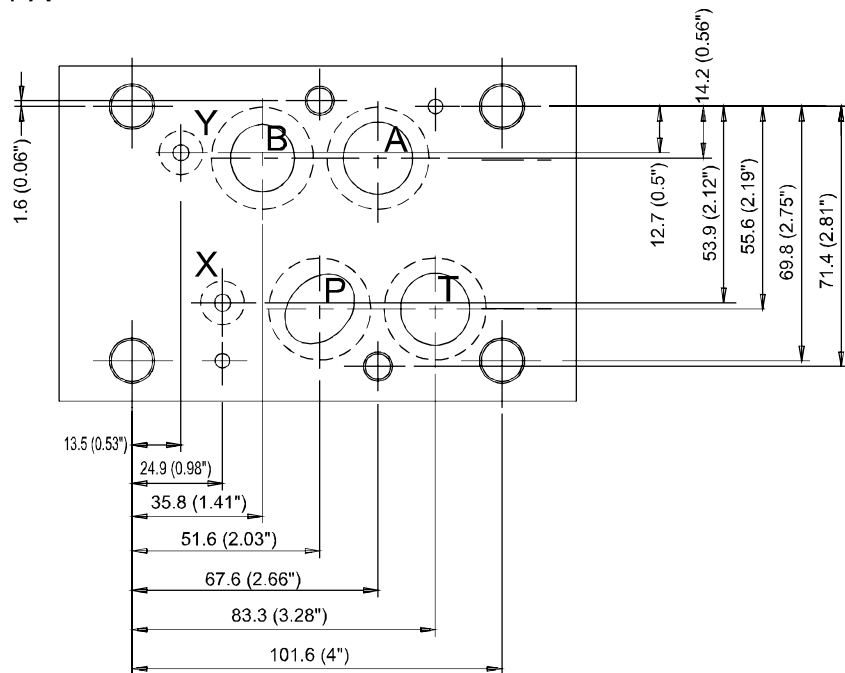 14.2 (0.56")
1.6 (0.06")
Y
B
A
12.7 (0.5")
53.9 (2.12")
55.6 (2.19")
69.8 (2.75")
71.4 (2.81")
X
P
T
13.5 (0.53")
24.9 (0.98")
35.8 (1.41")
51.6 (2.03")
67.6 (2.66")
83.3 (3.28")
101.6 (4")